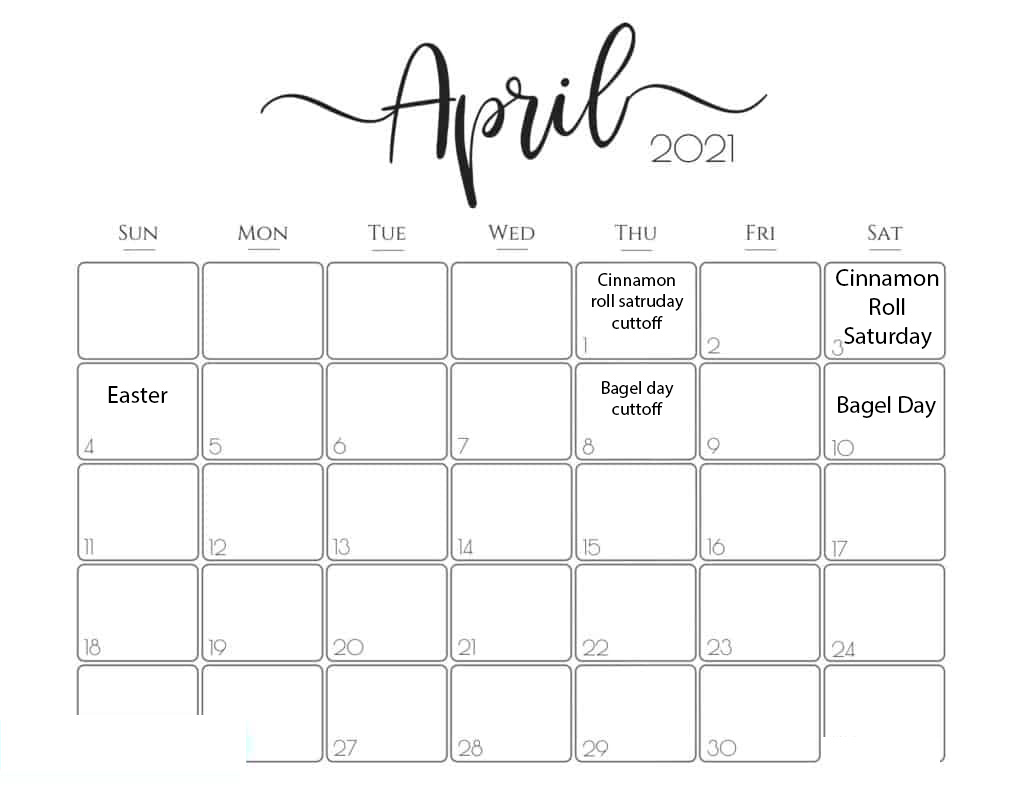 April
2021
SUN MON TUE WED THU FRI SAT
Cinnamon
roll satruday
cuttoff
1
2
Cinnamon
Roll
Saturday
3
Easter
4
5
6
7
Bagel day
cuttoff
8
9
Bagel Day
10
11 12 13 14 15 16 17
18 19 20 21 22 23 24
27 28 29 30